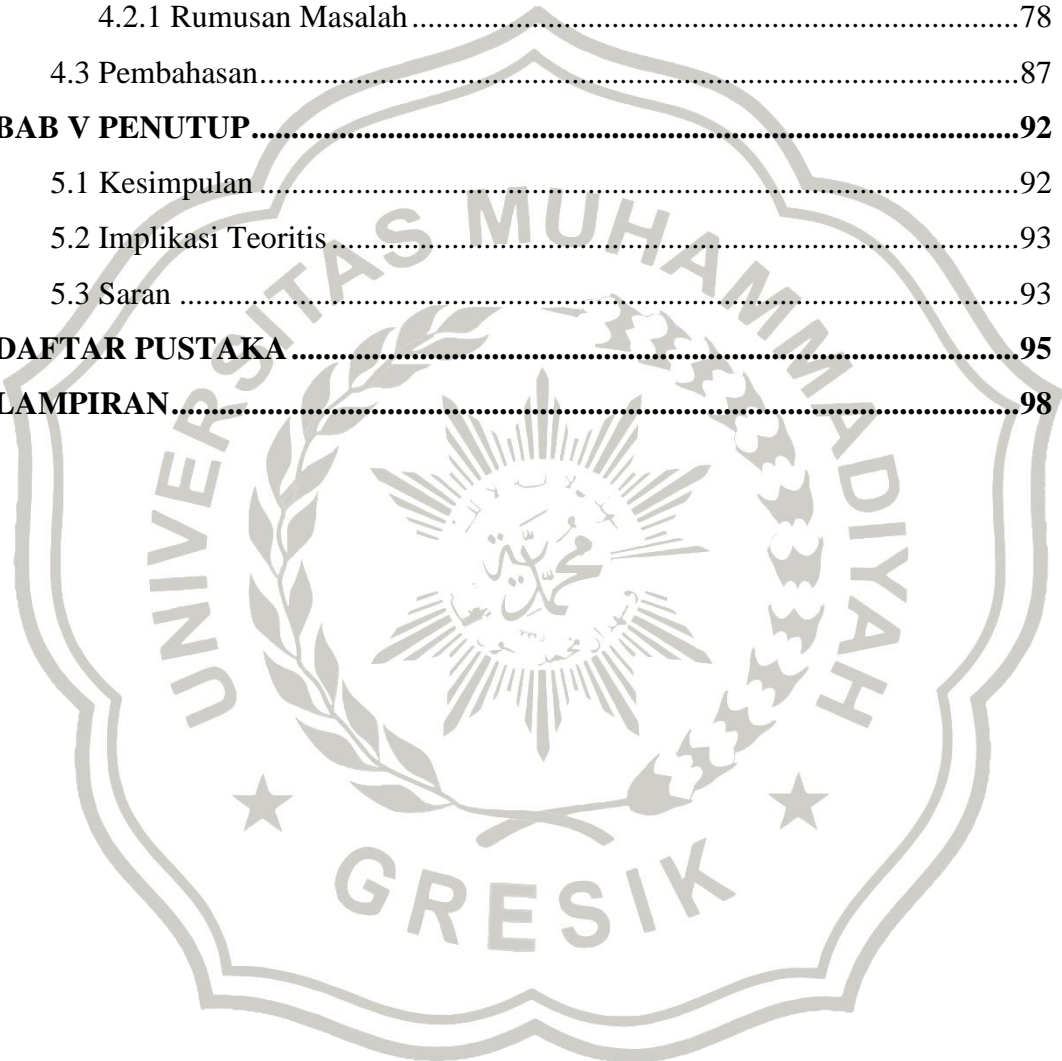 4.2.1 Rumusan Masalah ........ 78
4.3 Pembahasan ........ 87
BAB V PENUTUP ........ 92
5.1 Kesimpulan ........ 92
5.2 Implikasi Teoritis ........ 93
5.3 Saran ........ 93
DAFTAR PUSTAKA ........ 95
LAMPIRAN ........ 98
UNIVERSITAS MUHAMMADIYAH
محمدية
GRESIK